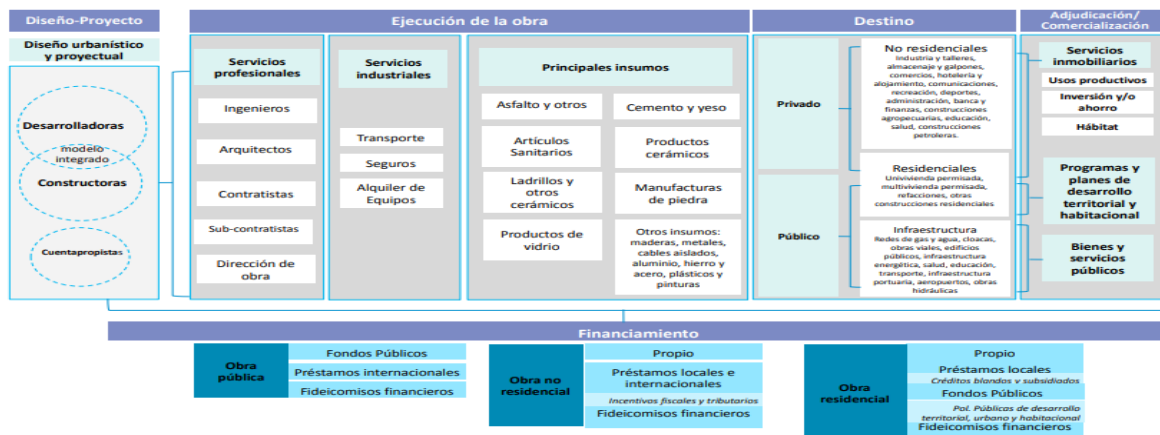 Diseño-Proyecto
Diseño urbanístico
y proyectual
Desarrolladoras
modelo
integrado
Constructoras
Cuentapropistas
Ejecución de la obra
Servicios
profesionales
Ingenieros
Arquitectos
Contratistas
Sub-contratistas
Dirección de
obra
Servicios
industriales
Transporte
Seguros
Alquiler de
Equipos
Principales insumos
Asfalto y otros
Artículos
Sanitarios
Ladrillos y
otros
cerámicos
Productos de
vidrio
Cemento y yeso
Productos
cerámicos
Manufacturas
de piedra
Otros insumos:
maderas, metales,
cables aislados,
aluminio, hierro y
acero, plásticos y
pinturas
Destino
Privado
Público
No residenciales
Industria y talleres,
almacenaje y galpones,
comercios, hotelería y
alojamiento, comunicaciones,
recreación, deportes,
administración, banca y
finanzas, construcciones
agropecuarias, educación,
salud, construcciones
petroleras.
Residenciales
Univivienda permisada,
multivivienda permisada,
refacciones, otras
construcciones residenciales
Infraestructura
Redes de gas y agua, cloacas,
obras viales, edificios
públicos, infraestructura
energética, salud, educación,
transporte, infraestructura
portuaria, aeropuertos, obras
hidráulicas
Adjudicación/
Comercialización
Servicios
inmobiliarios
Usos productivos
Inversión y/o
ahorro
Hábitat
Programas y
planes de
desarrollo
territorial y
habitacional
Bienes y
servicios
públicos
Financiamiento
Obra
pública
Fondos Públicos
Préstamos internacionales
Fideicomisos financieros
Obra no
residencial
Propio
Préstamos locales e
internacionales
Incentivos fiscales y tributarios
Fideicomisos financieros
Obra
residencial
Propio
Préstamos locales
Créditos blandos y subsidiados
Fondos Públicos
Pol. Públicas de desarrollo
territorial, urbano y habitacional
Fideicomisos financieros